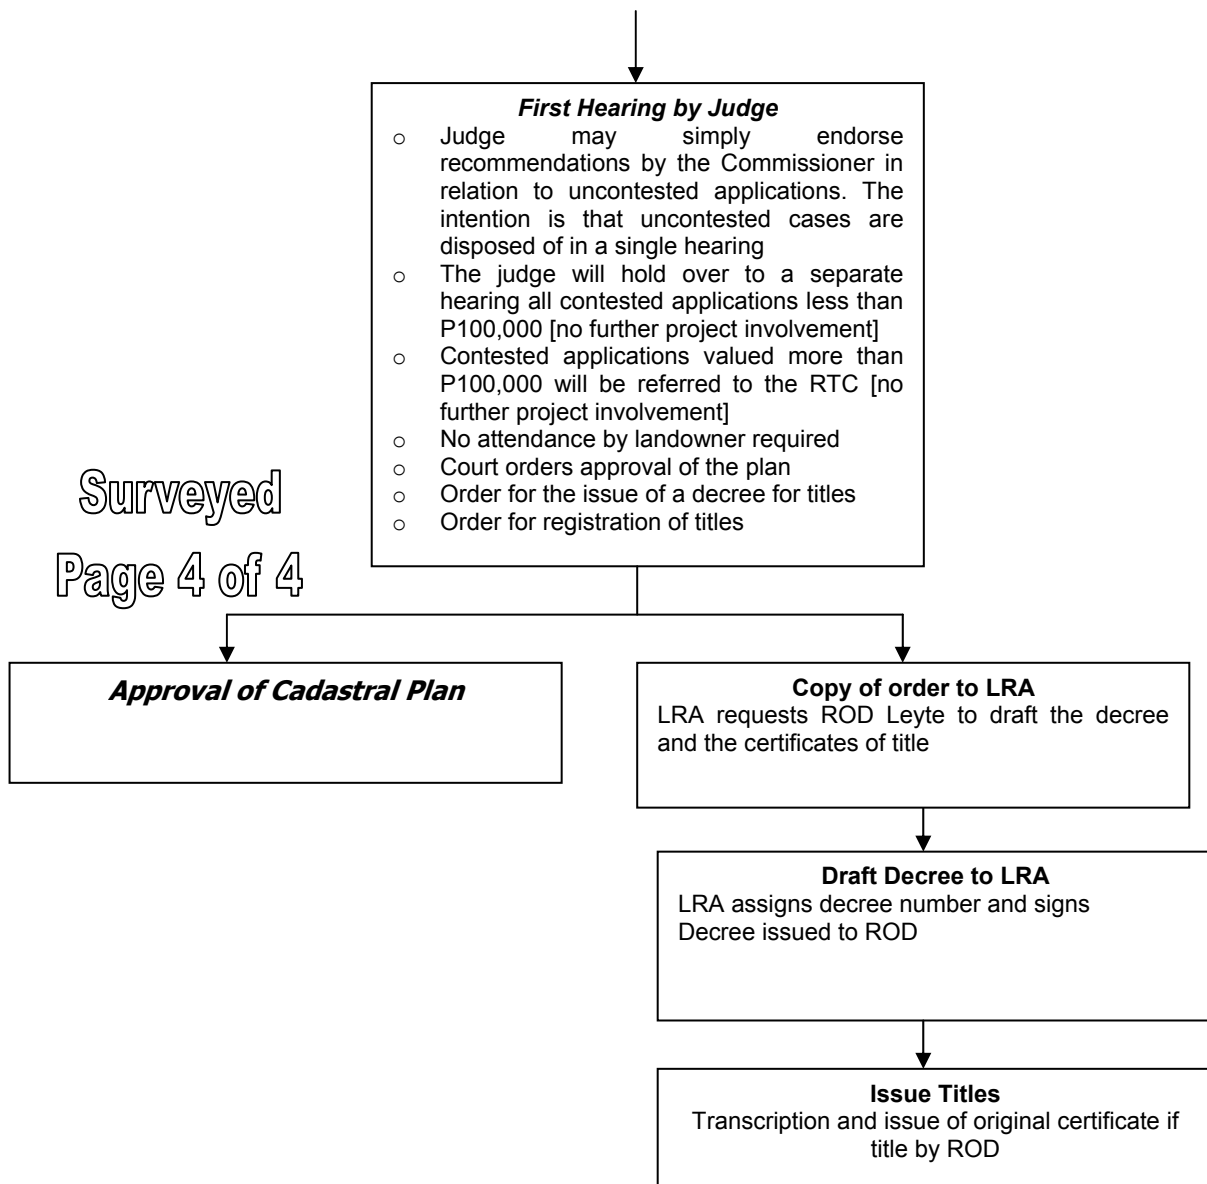 First Hearing by Judge
o Judge may simply endorse
recommendations by the Commissioner in
relation to uncontested applications. The
intention is that uncontested cases are
disposed of in a single hearing
o The judge will hold over to a separate
hearing all contested applications less than
P100,000 [no further project involvement]
o Contested applications valued more than
P100,000 will be referred to the RTC [no
further project involvement]
o No attendance by landowner required
o Court orders approval of the plan
o Order for the issue of a decree for titles
o Order for registration of titles
Surveyed
Page 4 of 4
Approval of Cadastral Plan
Copy of order to LRA
LRA requests ROD Leyte to draft the decree
and the certificates of title
Draft Decree to LRA
LRA assigns decree number and signs
Decree issued to ROD
Issue Titles
Transcription and issue of original certificate if
title by ROD